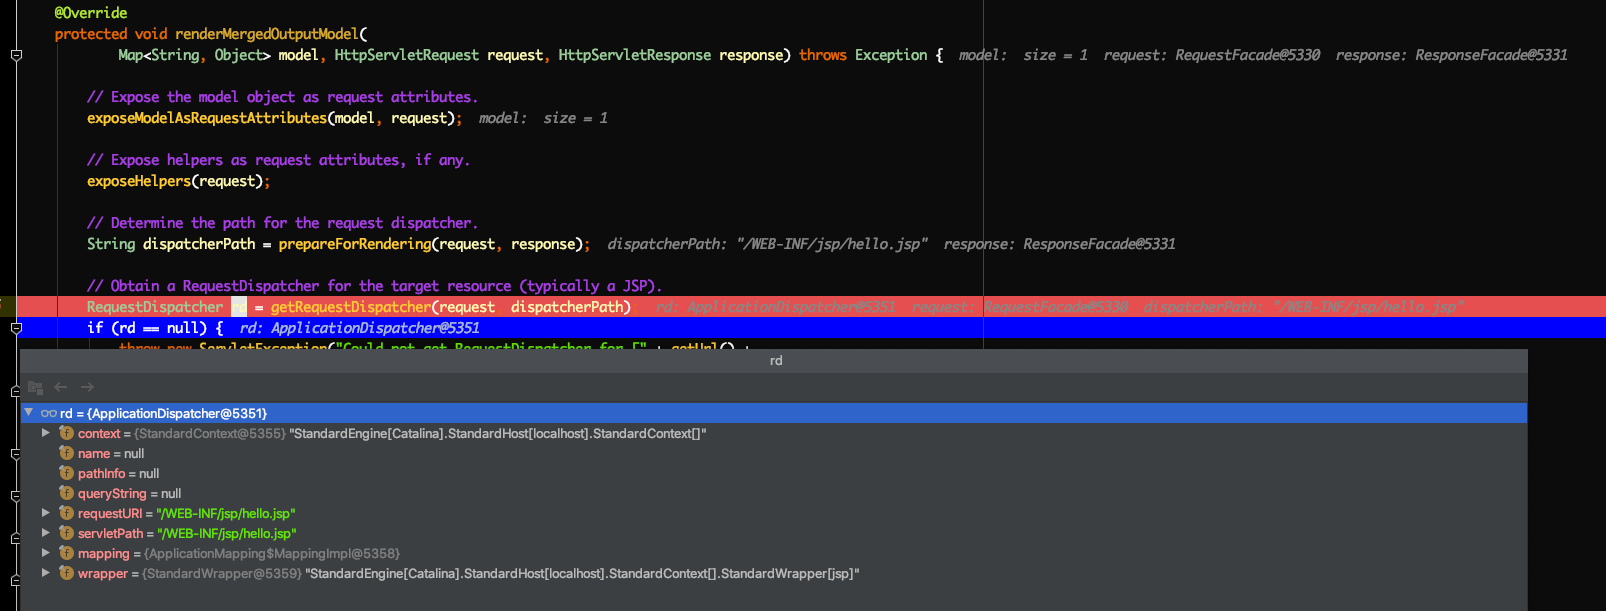 @Override
protected void renderMergedOutputModel(
Map<String, Object> model, HttpServletRequest request, HttpServletResponse response) throws Exception {  model:  size = 1  request: RequestFacade@5330  response: ResponseFacade@5331
// Expose the model object as request attributes.
exposeModelAsRequestAttributes(model, request);  model:  size = 1
// Expose helpers as request attributes, if any.
exposeHelpers(request);
// Determine the path for the request dispatcher.
String dispatcherPath = prepareForRendering(request, response);  dispatcherPath: "/WEB-INF/jsp/hello.jsp"  response: ResponseFacade@5331
// Obtain a RequestDispatcher for the target resource (typically a JSP).
RequestDispatcher rd = getRequestDispatcher(request  dispatcherPath)  rd: ApplicationDispatcher@5351  request: RequestFacade@5330  dispatcherPath: "/WEB-INF/jsp/hello.jsp"
if (rd == null) {  rd: ApplicationDispatcher@5351
throw new ServletException("Could not get RequestDispatcher for [" + getUrl() +
rd
rd = {ApplicationDispatcher@5351}
context = {StandardContext@5355} "StandardEngine[Catalina].StandardHost[localhost].StandardContext[]"
name = null
pathInfo = null
queryString = null
requestURI = "/WEB-INF/jsp/hello.jsp"
servletPath = "/WEB-INF/jsp/hello.jsp"
mapping = {ApplicationMapping$MappingImpl@5358}
wrapper = {StandardWrapper@5359} "StandardEngine[Catalina].StandardHost[localhost].StandardContext[].StandardWrapper[jsp]"